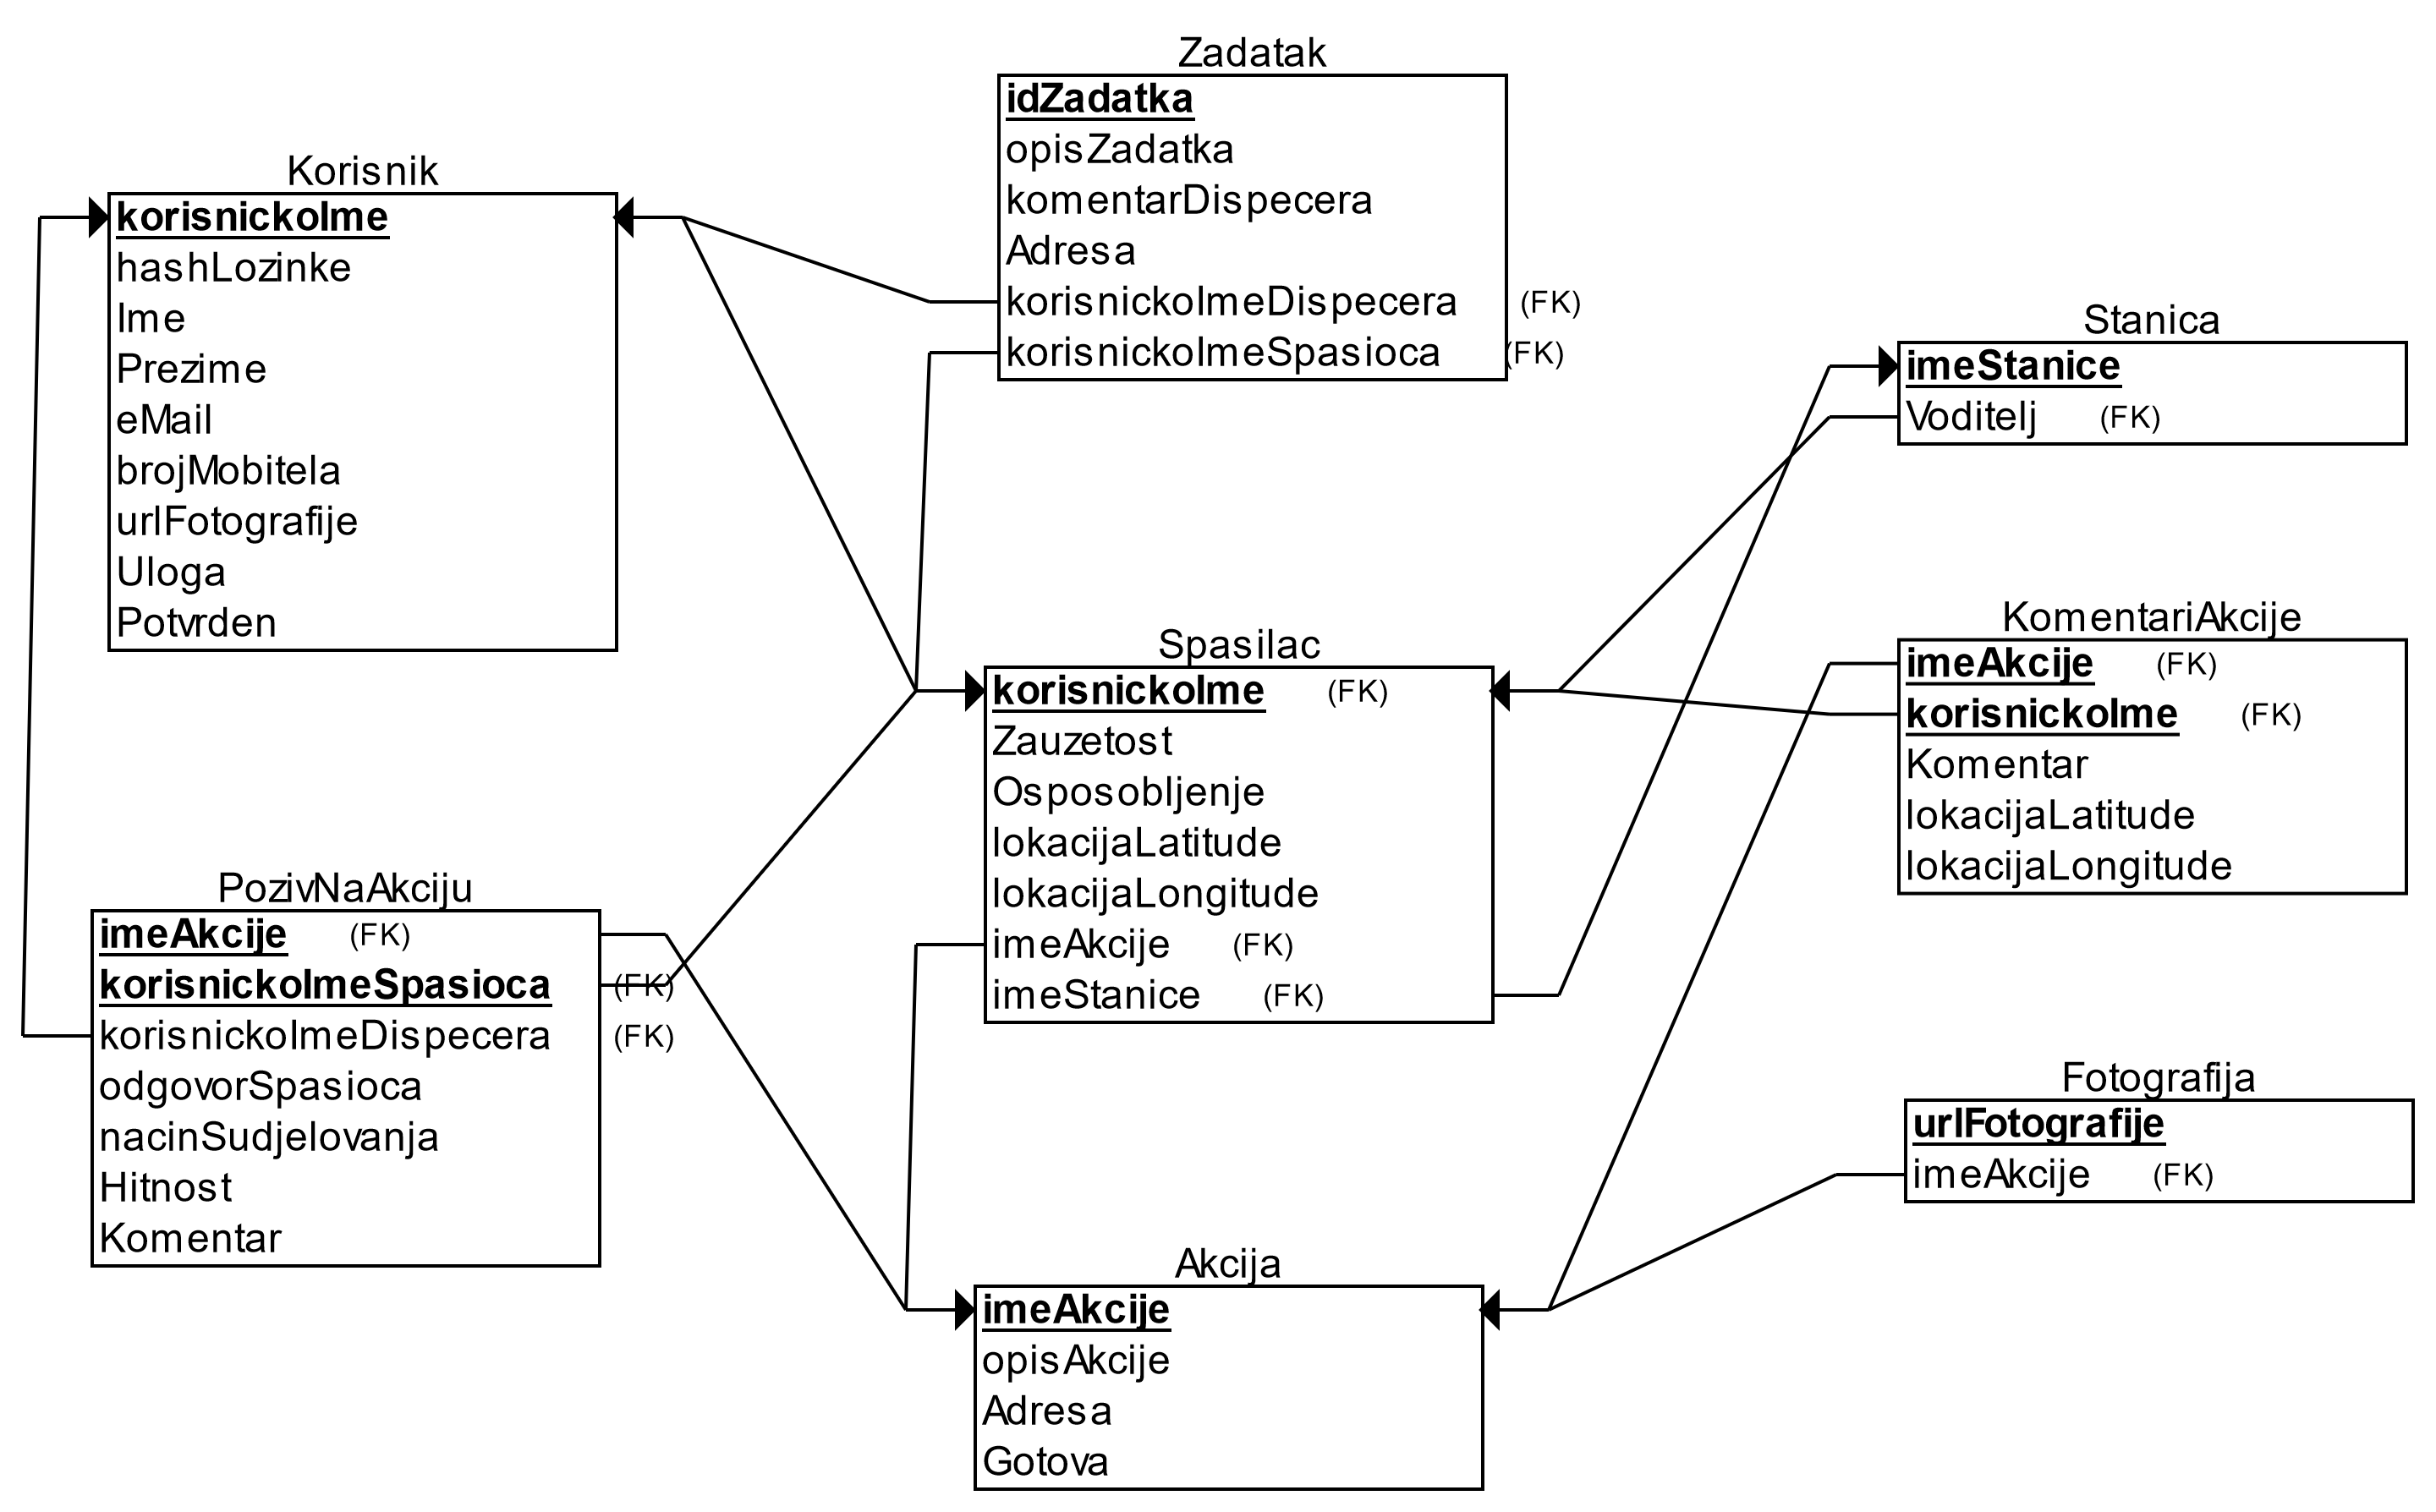 Zadatak
idZadatka
opisZadatka
komentarDispecera
Adresa
korisnickoImeDispecera (FK)
korisnickoImeSpasioca (FK)
Korisnik
korisnickoIme
hashLozinke
Ime
Prezime
eMail
brojMobitela
urlFotografije
Uloga
Potvrden
Stanica
imeStanice
Voditelj (FK)
Spasilac
korisnickoIme (FK)
Zauzetost
Osposobljenje
lokacijaLatitude
lokacijaLongitude
imeAkcije (FK)
imeStanice (FK)
KomentariAkcije
imeAkcije (FK)
korisnickoIme (FK)
Komentar
lokacijaLatitude
lokacijaLongitude
PozivNaAkciju
imeAkcije (FK)
korisnickoImeSpasioca (FK)
korisnickoImeDispecera (FK)
odgovorSpasioca
nacinSudjelovanja
Hitnost
Komentar
Fotografija
urlFotografije
imeAkcije (FK)
Akcija
imeAkcije
opisAkcije
Adresa
Gotova